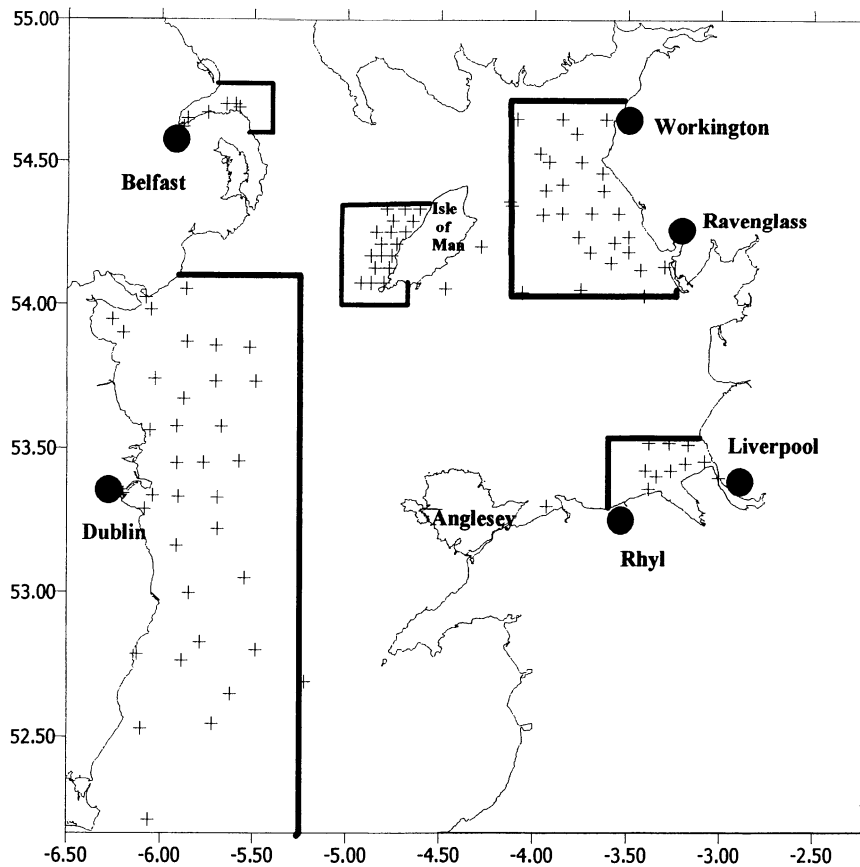 55.00
Workington
54.50
Belfast
Isle
of
Man
Ravenglass
54.00
53.50
Liverpool
Dublin
Anglesey
Rhyl
53.00
52.50
-6.50 -6.00 -5.50 -5.00 -4.50 -4.00 -3.50 -3.00 -2.50